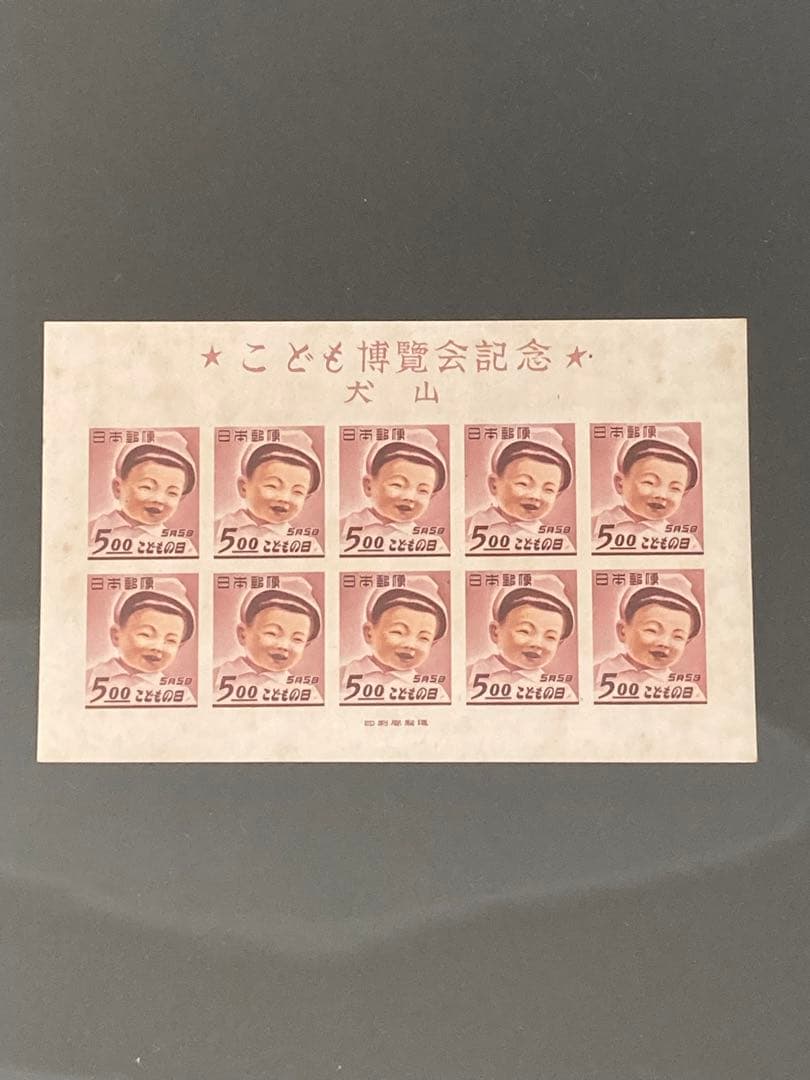 ★こども博覽会記念★
犬山
日本郵便 日本郵便 日本郵便 日本郵便 日本郵便
5月5日 5月5日 5月5日 5月5日 5月5日
5.00 こどもの日 5.00 こどもの日 5.00 こどもの日 5.00 こどもの日 5.00 こどもの日
日本郵便 日本郵便 日本郵便 日本郵便 日本郵便
5月5日 5月5日 5月5日 5月5日 5月5日
5.00 こどもの日 5.00 こどもの日 5.00 こどもの日 5.00 こどもの日 5.00 こどもの日
印刷局製造